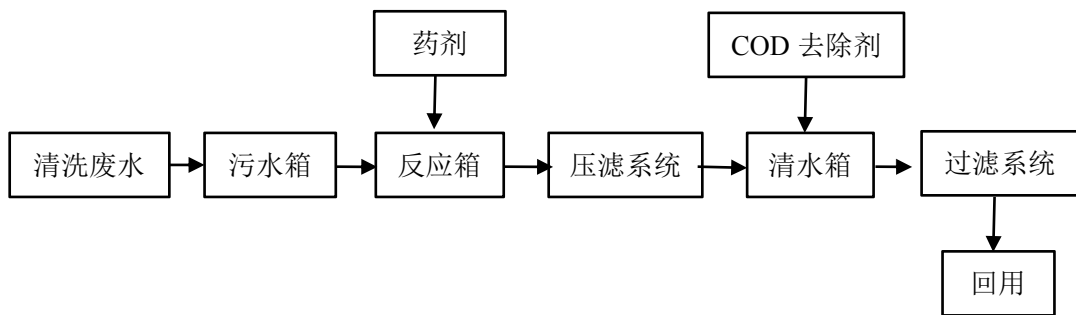 药剂
COD 去除剂
清洗废水
污水箱
反应箱
压滤系统
清水箱
过滤系统
回用